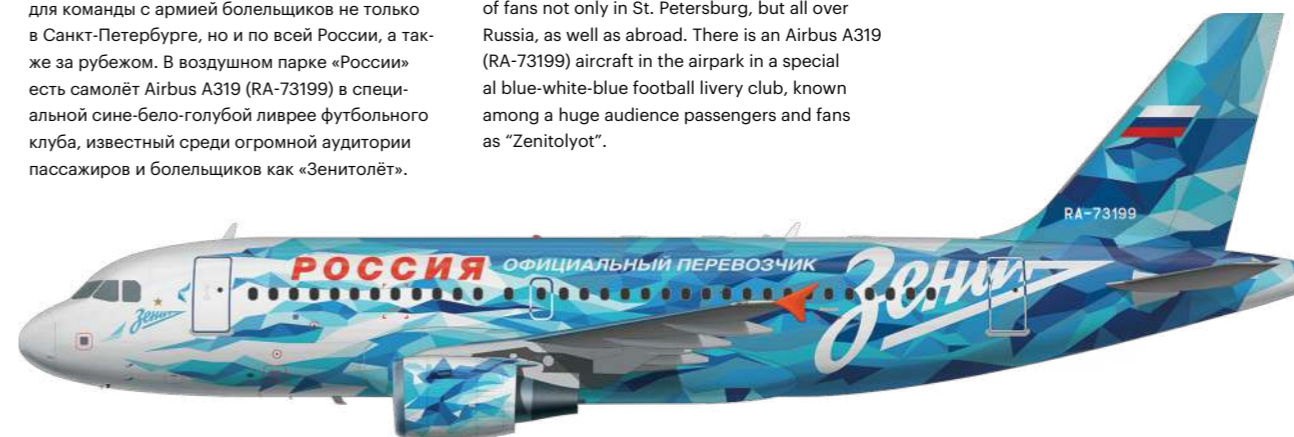 для команды с армией болельщиков не только
в Санкт-Петербурге, но и по всей России, а так-
же за рубежом. В воздушном парке «России»
есть самолёт Airbus A319 (RA-73199) в специ-
альной сине-бело-голубой ливрее футбольного
клуба, известный среди огромной аудитории
пассажиров и болельщиков как «Зенитолёт».
of fans not only in St. Petersburg, but all over
Russia, as well as abroad. There is an Airbus A319
(RA-73199) aircraft in the airpark in a special
al blue-white-blue football livery club, known
among a huge audience passengers and fans
as “Zenitolyot”.
RA-73199
РОССИЯ ОФИЦИАЛЬНЫЙ ПЕРЕВОЗЧИК
Зенит
Зенит